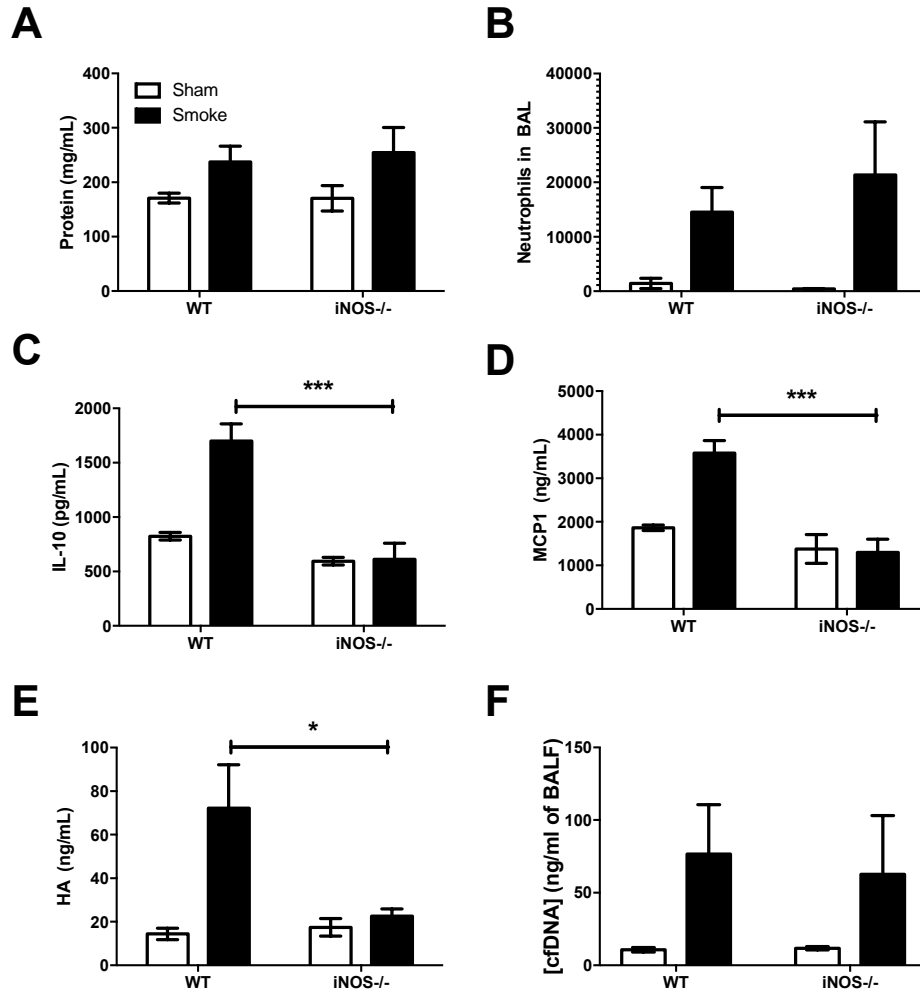 A
Protein (mg/mL)
400
300
200
100
0
Sham
Smoke
WT
iNOS-/-
B
Neutrophils in BAL
40000
30000
20000
10000
0
WT
iNOS-/-
C
IL-10 (pg/mL)
2000
1500
1000
500
0
***
WT
iNOS-/-
D
MCP1 (ng/mL)
5000
4000
3000
2000
1000
0
***
WT
iNOS-/-
E
HA (ng/mL)
100
80
60
40
20
0
*
WT
iNOS-/-
F
[cfDNA] (ng/ml of BALF)
150
100
50
0
WT
iNOS-/-